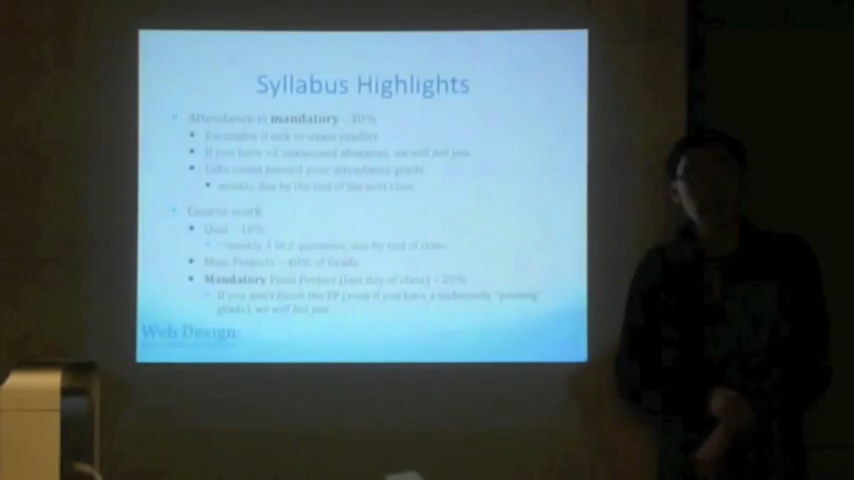 Syllabus Highlights
Attendance is mandatory - 30%
Excusable if sick or exam conflict
If you have >2 unexcused absences, we will fail you
Labs count toward your attendance grade
weekly, due by the end of the next class
Course work
Quiz - 10%
weekly, 1 to 2 questions, due by end of class
Mini Projects - 40% of Grade
Mandatory Final Project (last day of class) - 20%
If you don't finish the FP (even if you have a technically "passing"
grade), we will fail you
Web Design: